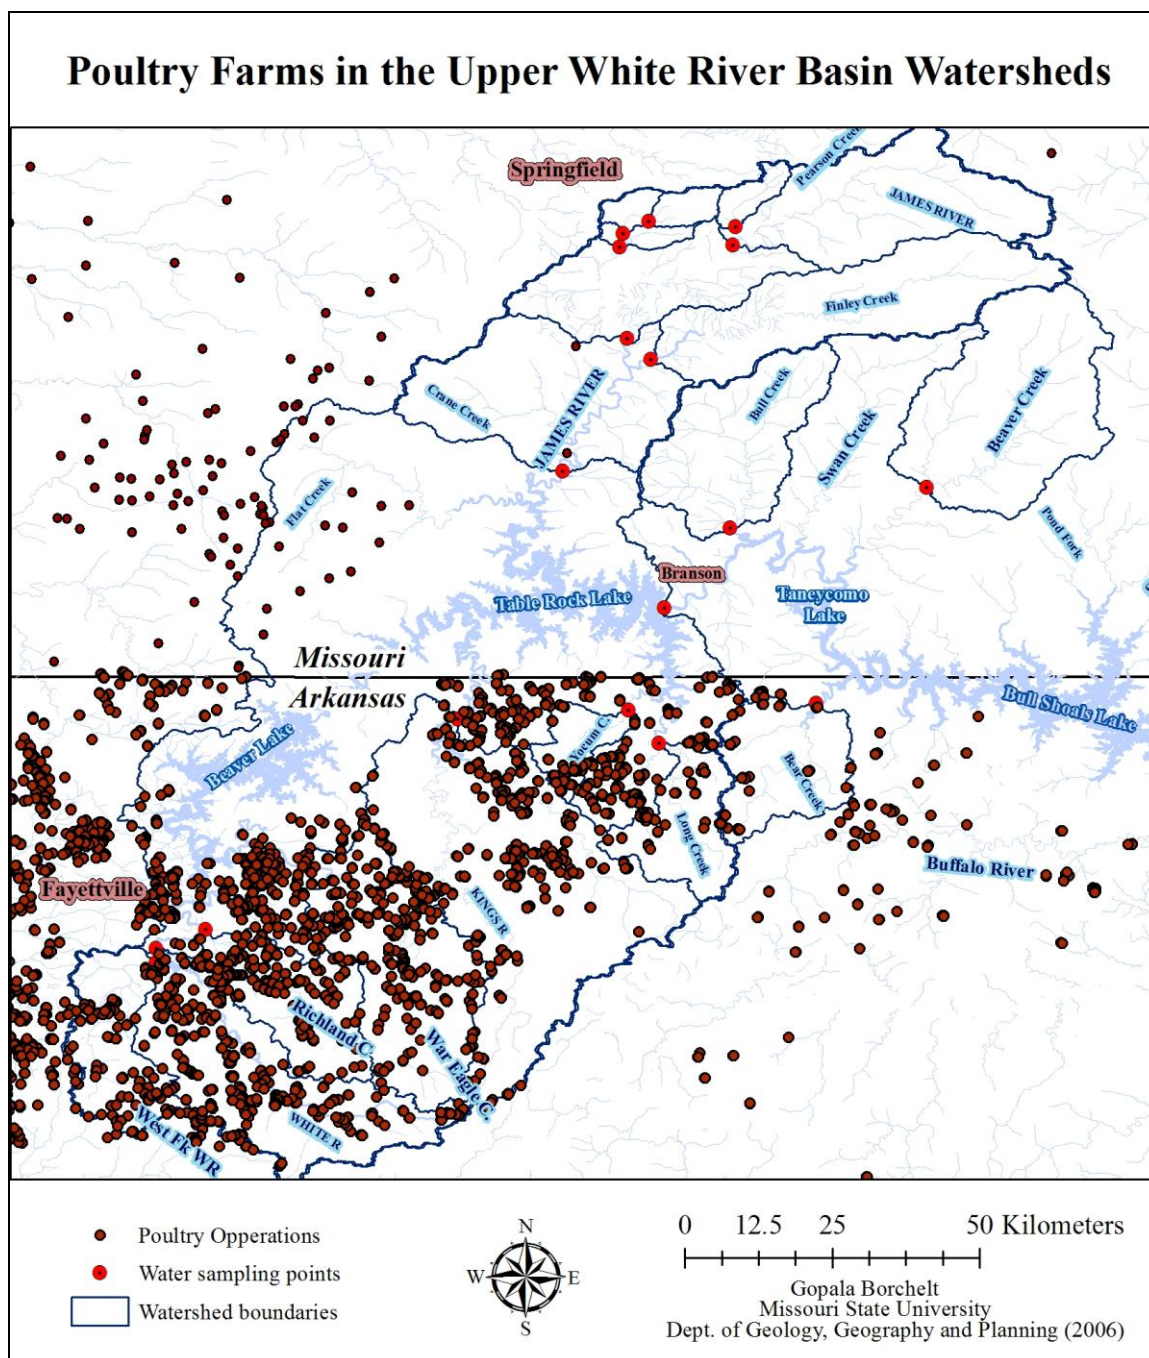 Poultry Farms in the Upper White River Basin Watersheds
Springfield
Pearson Creek
JAMES RIVER
Finley Creek
Crane Creek
JAMES RIVER
Bull Creek
Swan Creek
Beaver Creek
Flat Creek
Pond Fork
Branson
Table Rock Lake
Taneycomo
Lake
Missouri
Arkansas
Bull Shoals Lake
Beaver Lake
Yocum C.
Bear Creek
Long Creek
Buffalo River
Fayettville
KINGS R
Richland C.
War Eagle C.
West Fk WR
WHITE R
Poultry Opperations
Water sampling points
Watershed boundaries
N
W
E
S
0 12.5 25 50 Kilometers
Gopala Borchelt
Missouri State University
Dept. of Geology, Geography and Planning (2006)